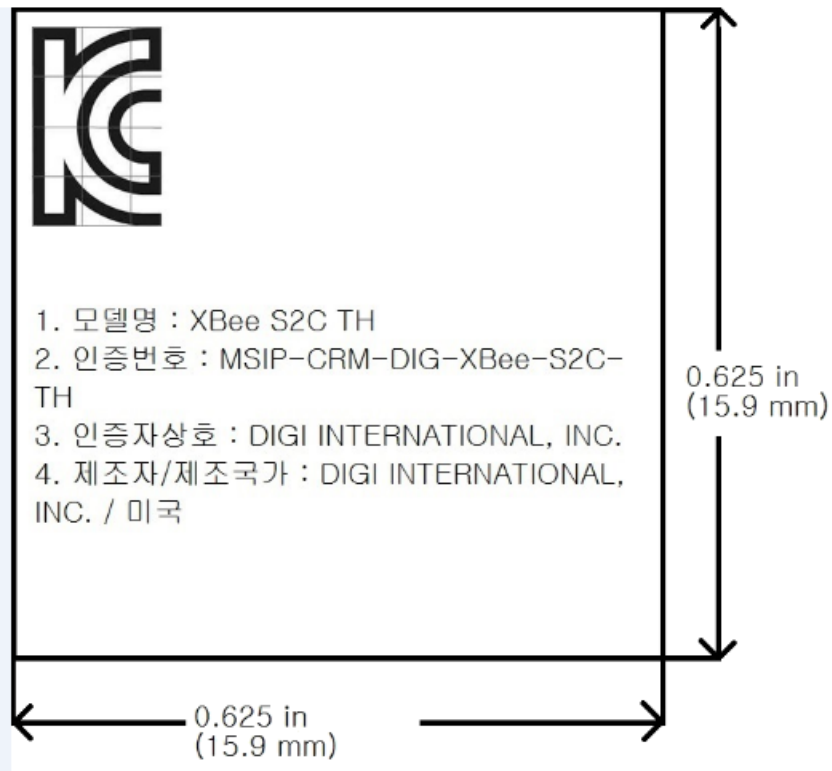 KC
1. 모델명 : XBee S2C TH
2. 인증번호 : MSIP-CRM-DIG-XBee-S2C-
TH
3. 인증자상호 : DIGI INTERNATIONAL, INC.
4. 제조자/제조국가 : DIGI INTERNATIONAL,
INC. / 미국
0.625 in
(15.9 mm)
0.625 in
(15.9 mm)